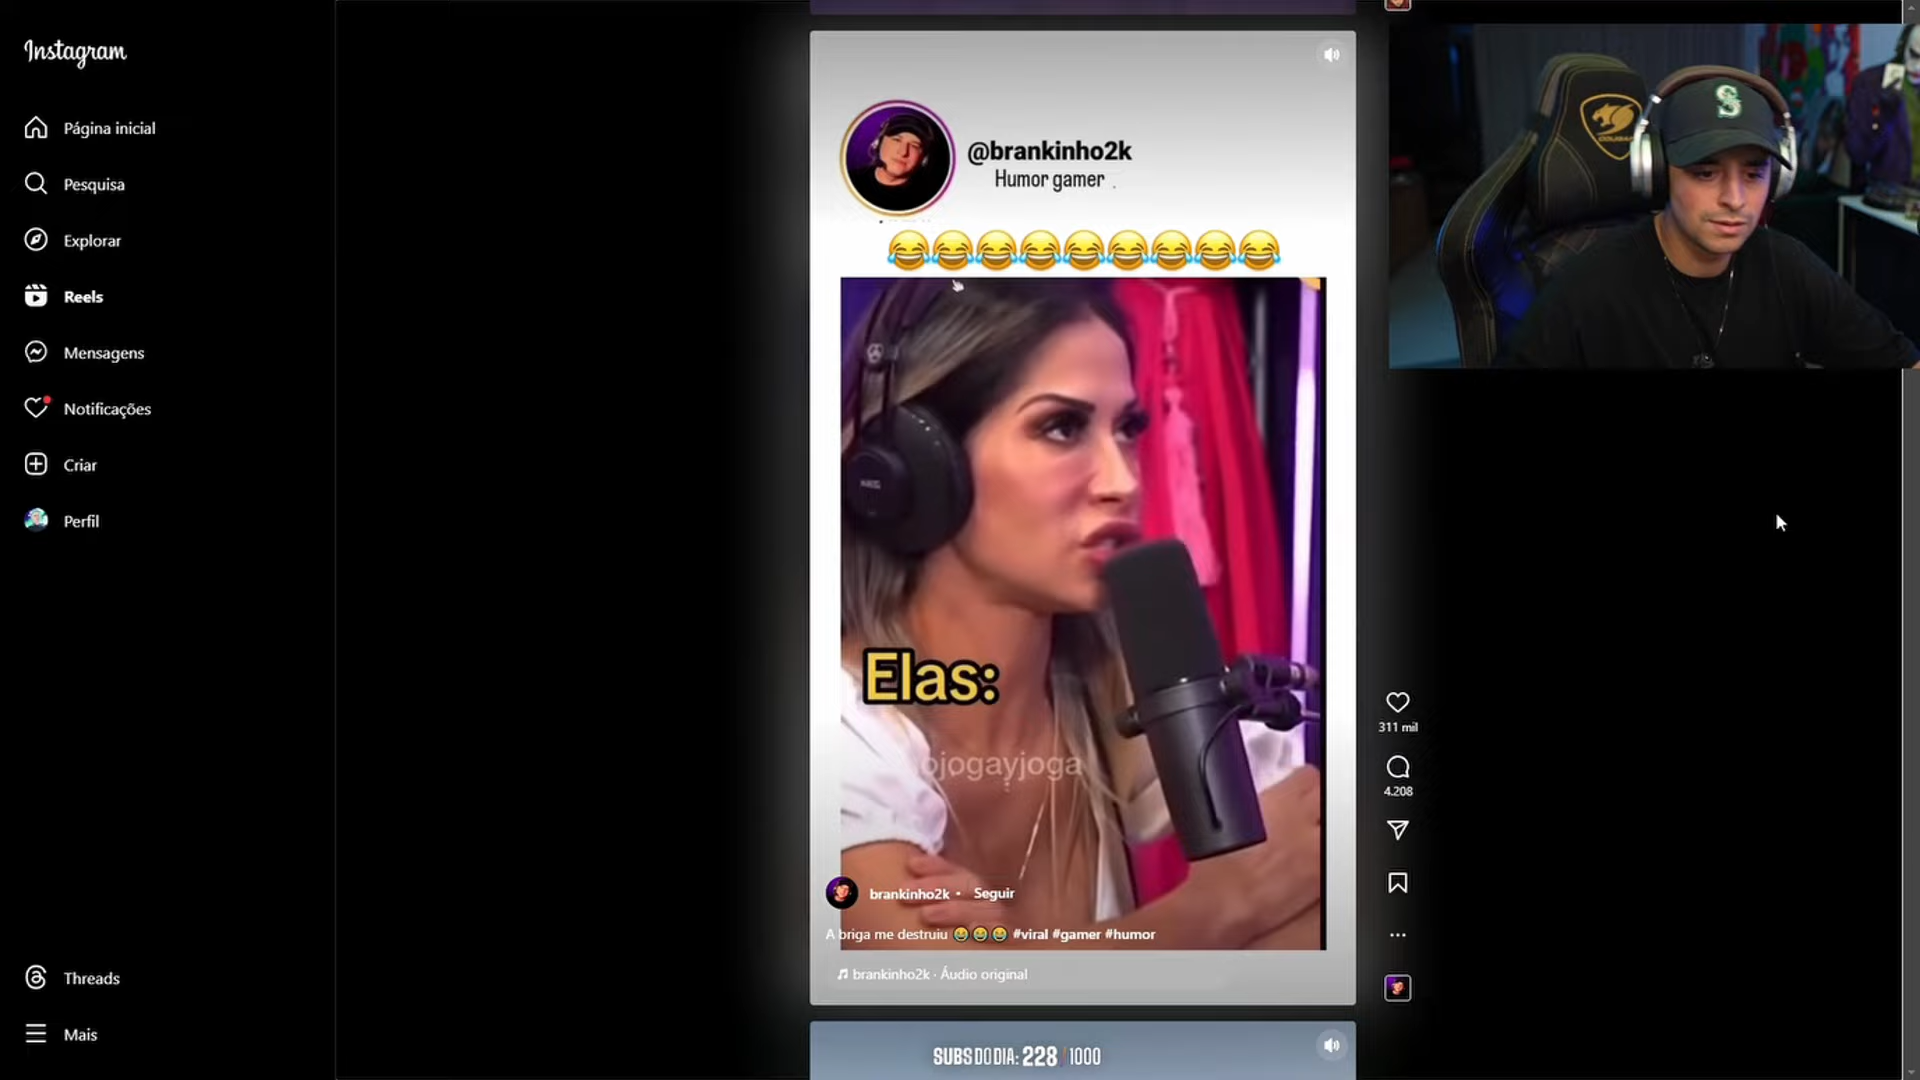 Instagram
Página inicial
Pesquisa
Explorar
Reels
Mensagens
Notificações
Criar
Perfil
Threads
Mais
@brankinho2k
Humor gamer
Elas:
ojogayjoga
brankinho2k • Seguir
A briga me destruiu 😂😂😂 #viral #gamer #humor
brankinho2k · Áudio original
311 mil
4.208
SUBS DO DIA: 228 / 1000
COUGAR
S